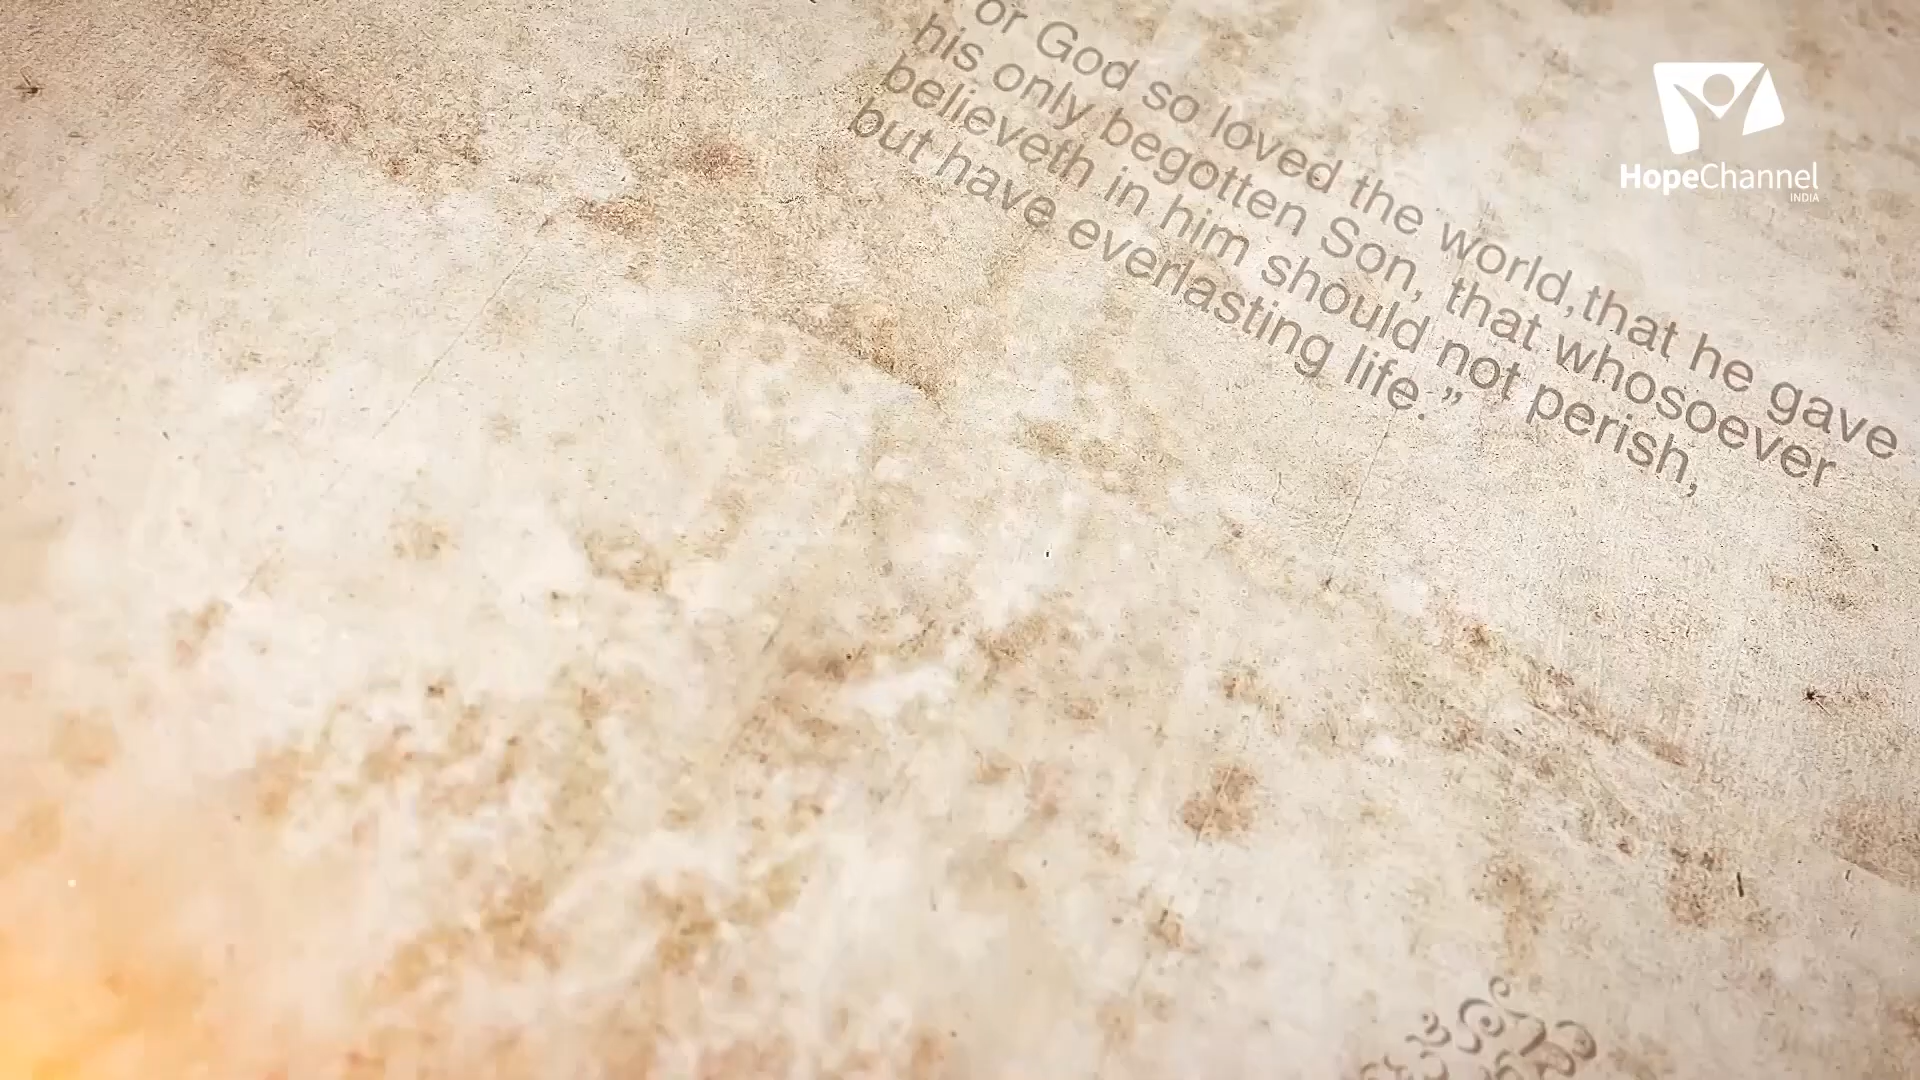 or God so loved the world,that he gave
his only begotten Son, that whosoever
believeth in him should not perish,
but have everlasting life.”
HopeChannel
INDIA